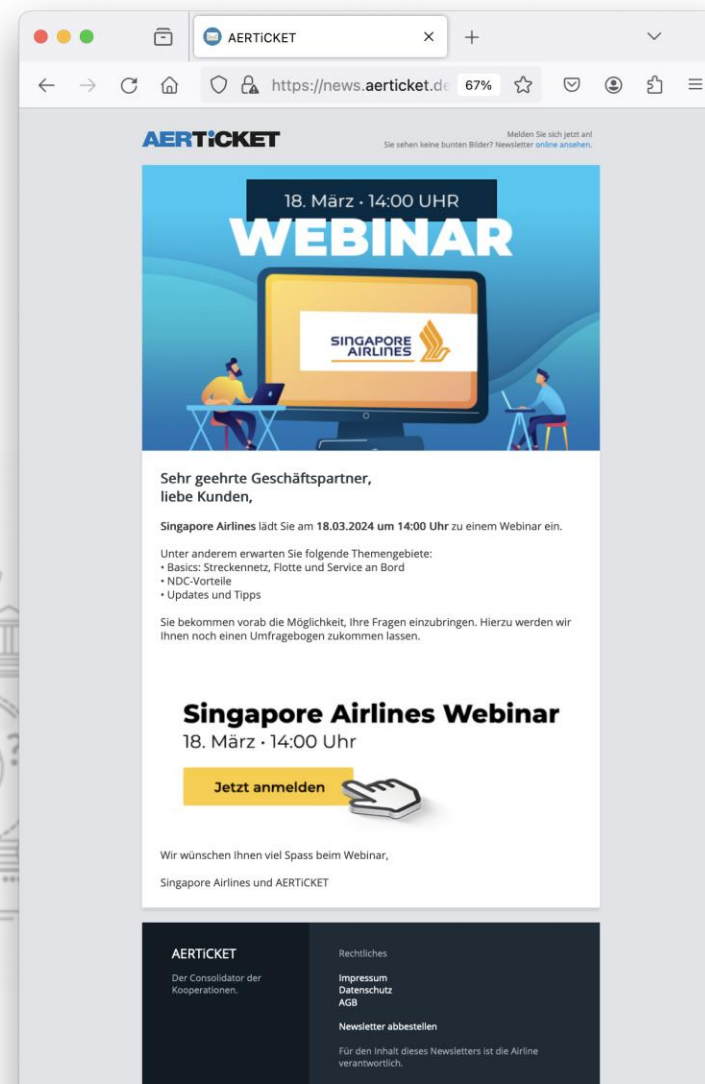 AERTiCKET
https://news.aerticket.de
67%
AERTiCKET
Melden Sie sich jetzt an!
Sie sehen keine bunten Bilder? Newsletter online ansehen.
18. März • 14:00 UHR
WEBINAR
SINGAPORE
AIRLINES
Sehr geehrte Geschäftspartner,
liebe Kunden,
Singapore Airlines lädt Sie am 18.03.2024 um 14:00 Uhr zu einem Webinar ein.
Unter anderem erwarten Sie folgende Themengebiete:
• Basics: Streckennetz, Flotte und Service an Bord
• NDC-Vorteile
• Updates und Tipps
Sie bekommen vorab die Möglichkeit, Ihre Fragen einzubringen. Hierzu werden wir
Ihnen noch einen Umfragebogen zukommen lassen.
Singapore Airlines Webinar
18. März • 14:00 Uhr
Jetzt anmelden
Wir wünschen Ihnen viel Spass beim Webinar,
Singapore Airlines und AERTiCKET
AERTiCKET
Der Consolidator der
Kooperationen.
Rechtliches
Impressum
Datenschutz
AGB
Newsletter abbestellen
Für den Inhalt dieses Newsletters ist die Airline
verantwortlich.